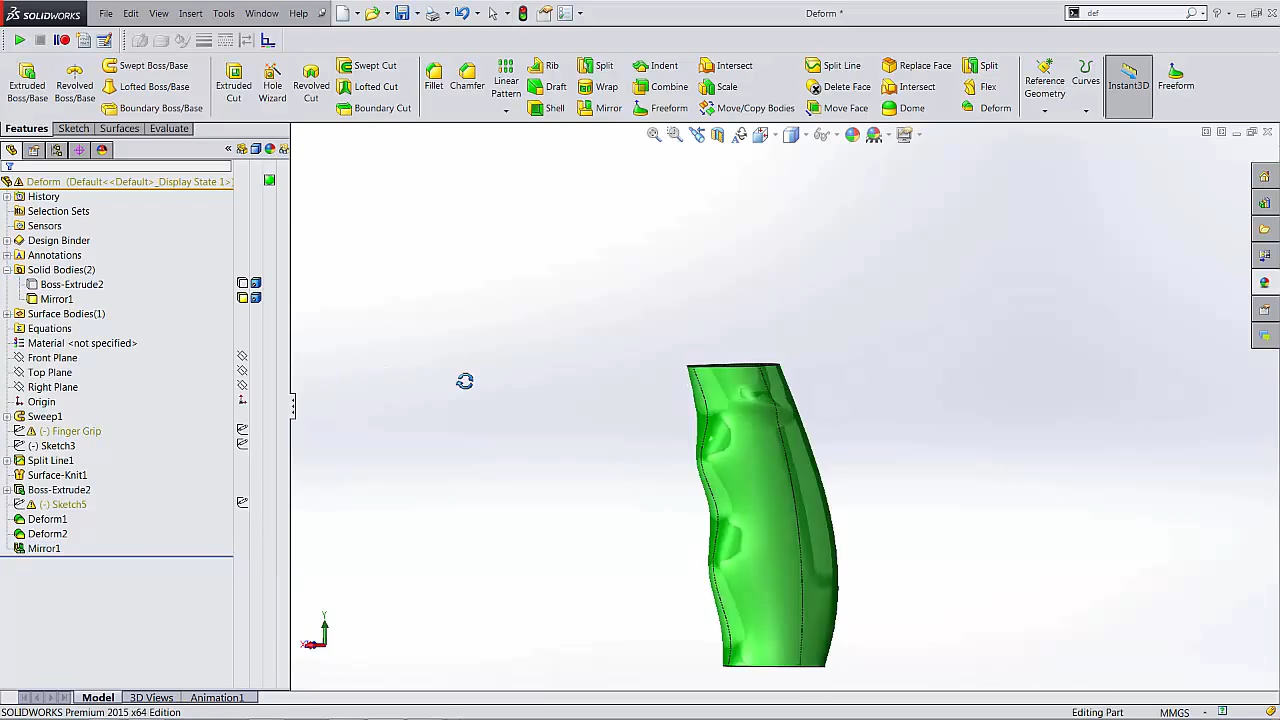 SOLIDWORKS File Edit View Insert Tools Window Help Deform * def
Extruded Boss/Base
Revolved Boss/Base
Swept Boss/Base
Lofted Boss/Base
Boundary Boss/Base
Extruded Cut
Hole Wizard
Revolved Cut
Swept Cut
Lofted Cut
Boundary Cut
Fillet
Chamfer
Linear Pattern
Rib
Draft
Shell
Split
Wrap
Mirror
Indent
Combine
Freeform
Intersect
Scale
Move/Copy Bodies
Split Line
Delete Face
Move Face
Replace Face
Intersect
Dome
Split
Flex
Deform
Reference Geometry
Curves
Instant3D
Freeform
Features Sketch Surfaces Evaluate
Deform (Default<<Default>_Display State 1>)
History
Selection Sets
Sensors
Design Binder
Annotations
Solid Bodies(2)
Boss-Extrude2
Mirror1
Surface Bodies(1)
Equations
Material <not specified>
Front Plane
Top Plane
Right Plane
Origin
Sweep1
(-) Finger Grip
(-) Sketch3
Split Line1
Surface-Knit1
Boss-Extrude2
(-) Sketch5
Deform1
Deform2
Mirror1
Y
X
Model 3D Views Animation1
SOLIDWORKS Premium 2015 x64 Edition Editing Part MMGS -